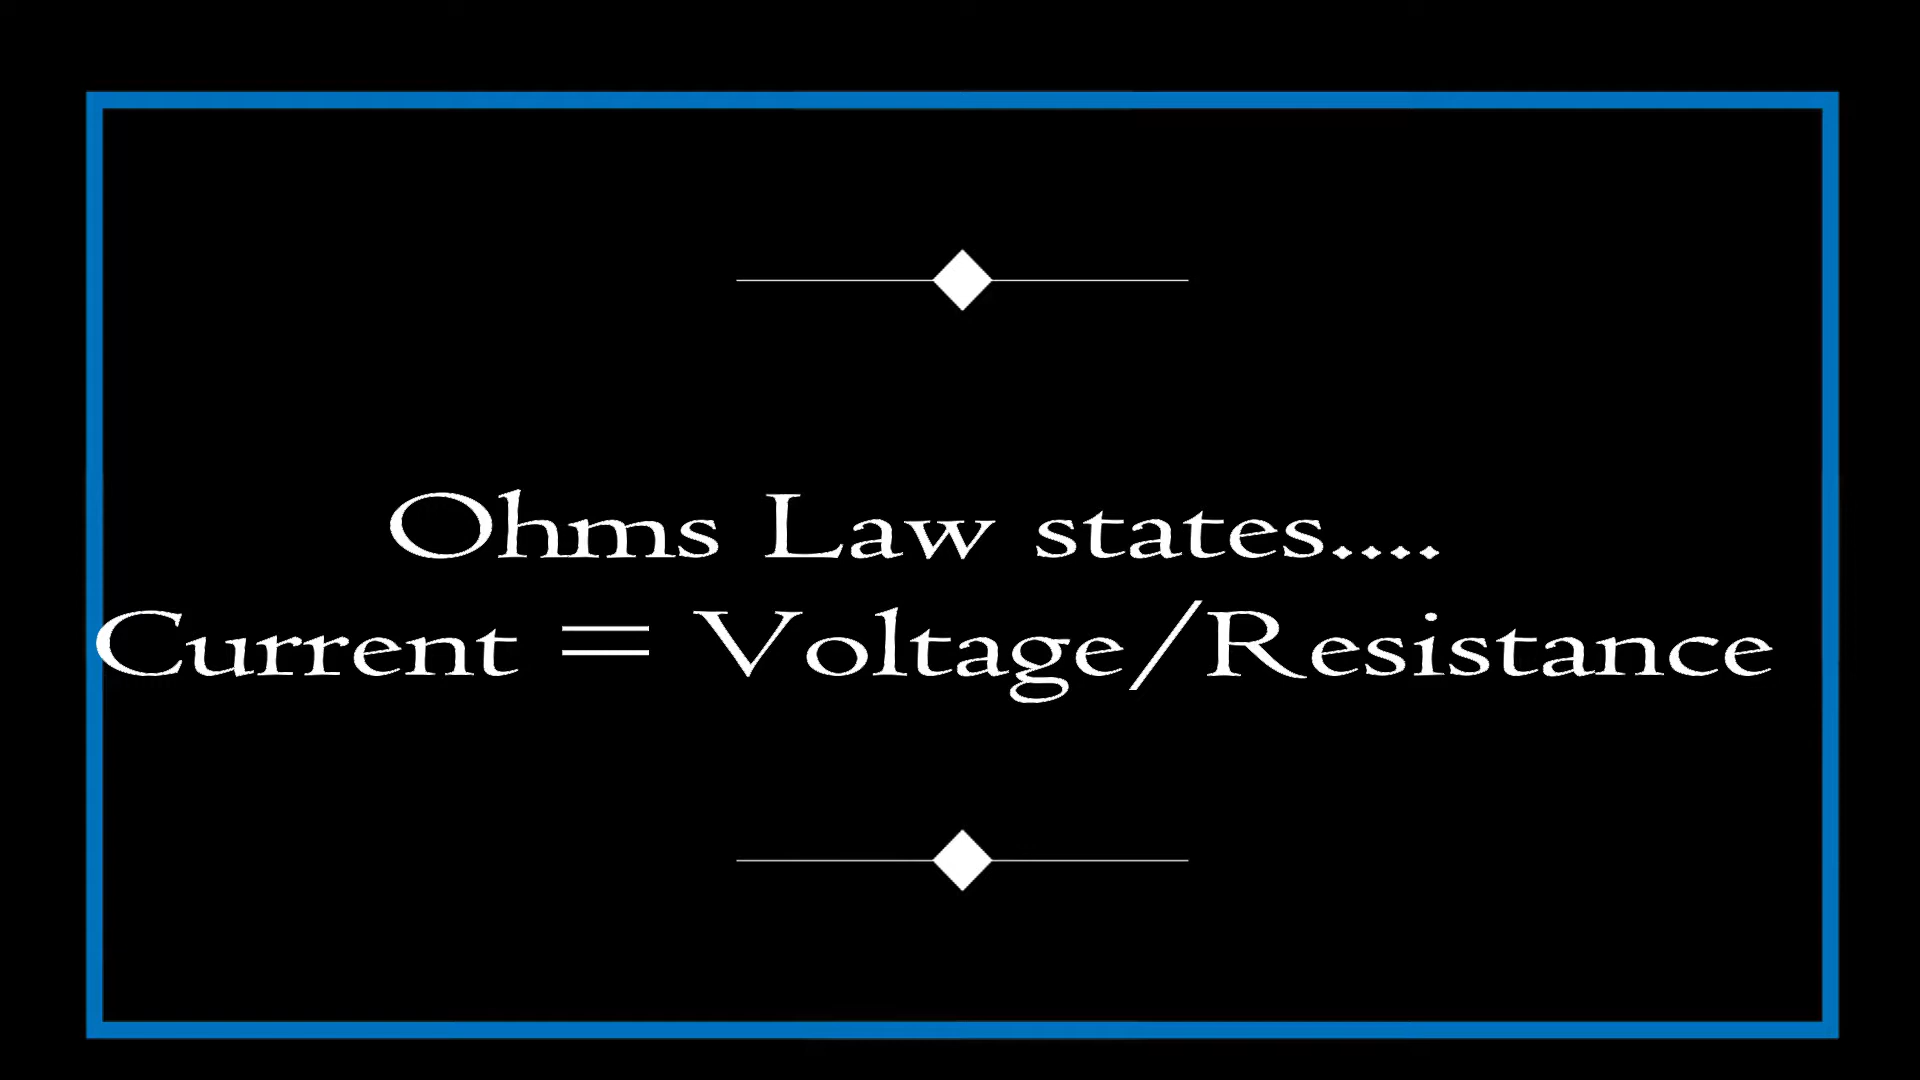 Ohms Law states....
Current = Voltage/Resistance